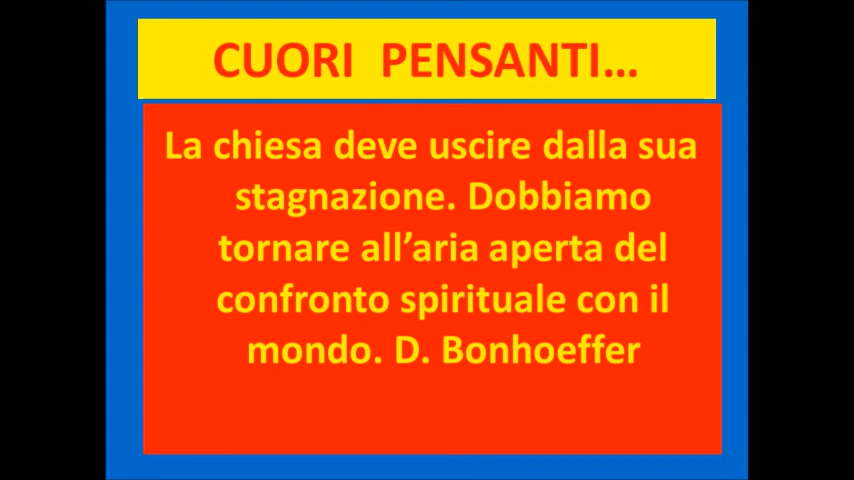 CUORI PENSANTI...
La chiesa deve uscire dalla sua
stagnazione. Dobbiamo
tornare all’aria aperta del
confronto spirituale con il
mondo. D. Bonhoeffer